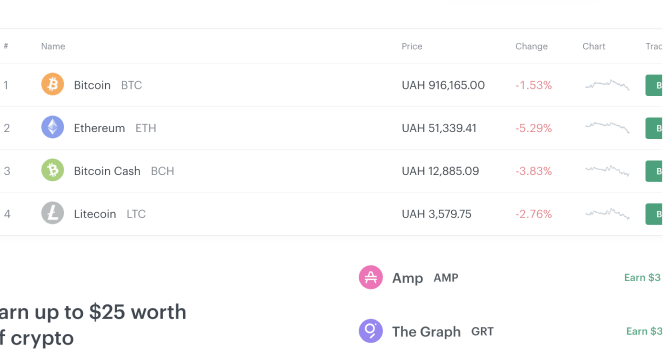 # Name Price Change Chart Trad
1 Bitcoin BTC UAH 916,165.00 -1.53% B
2 Ethereum ETH UAH 51,339.41 -5.29% B
3 Bitcoin Cash BCH UAH 12,885.09 -3.83% B
4 Litecoin LTC UAH 3,579.75 -2.76% B
Amp AMP Earn $3
arn up to $25 worth
f crypto
The Graph GRT Earn $3